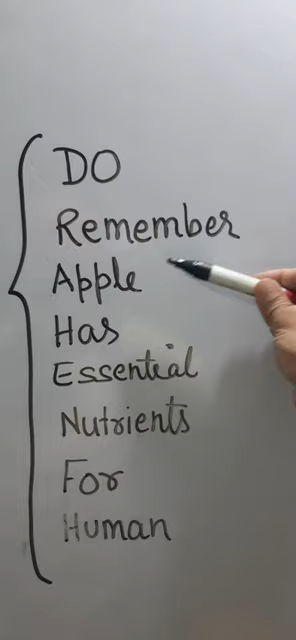 DO
Remember
Apple
Has
Essential
Nutrients
For
Human